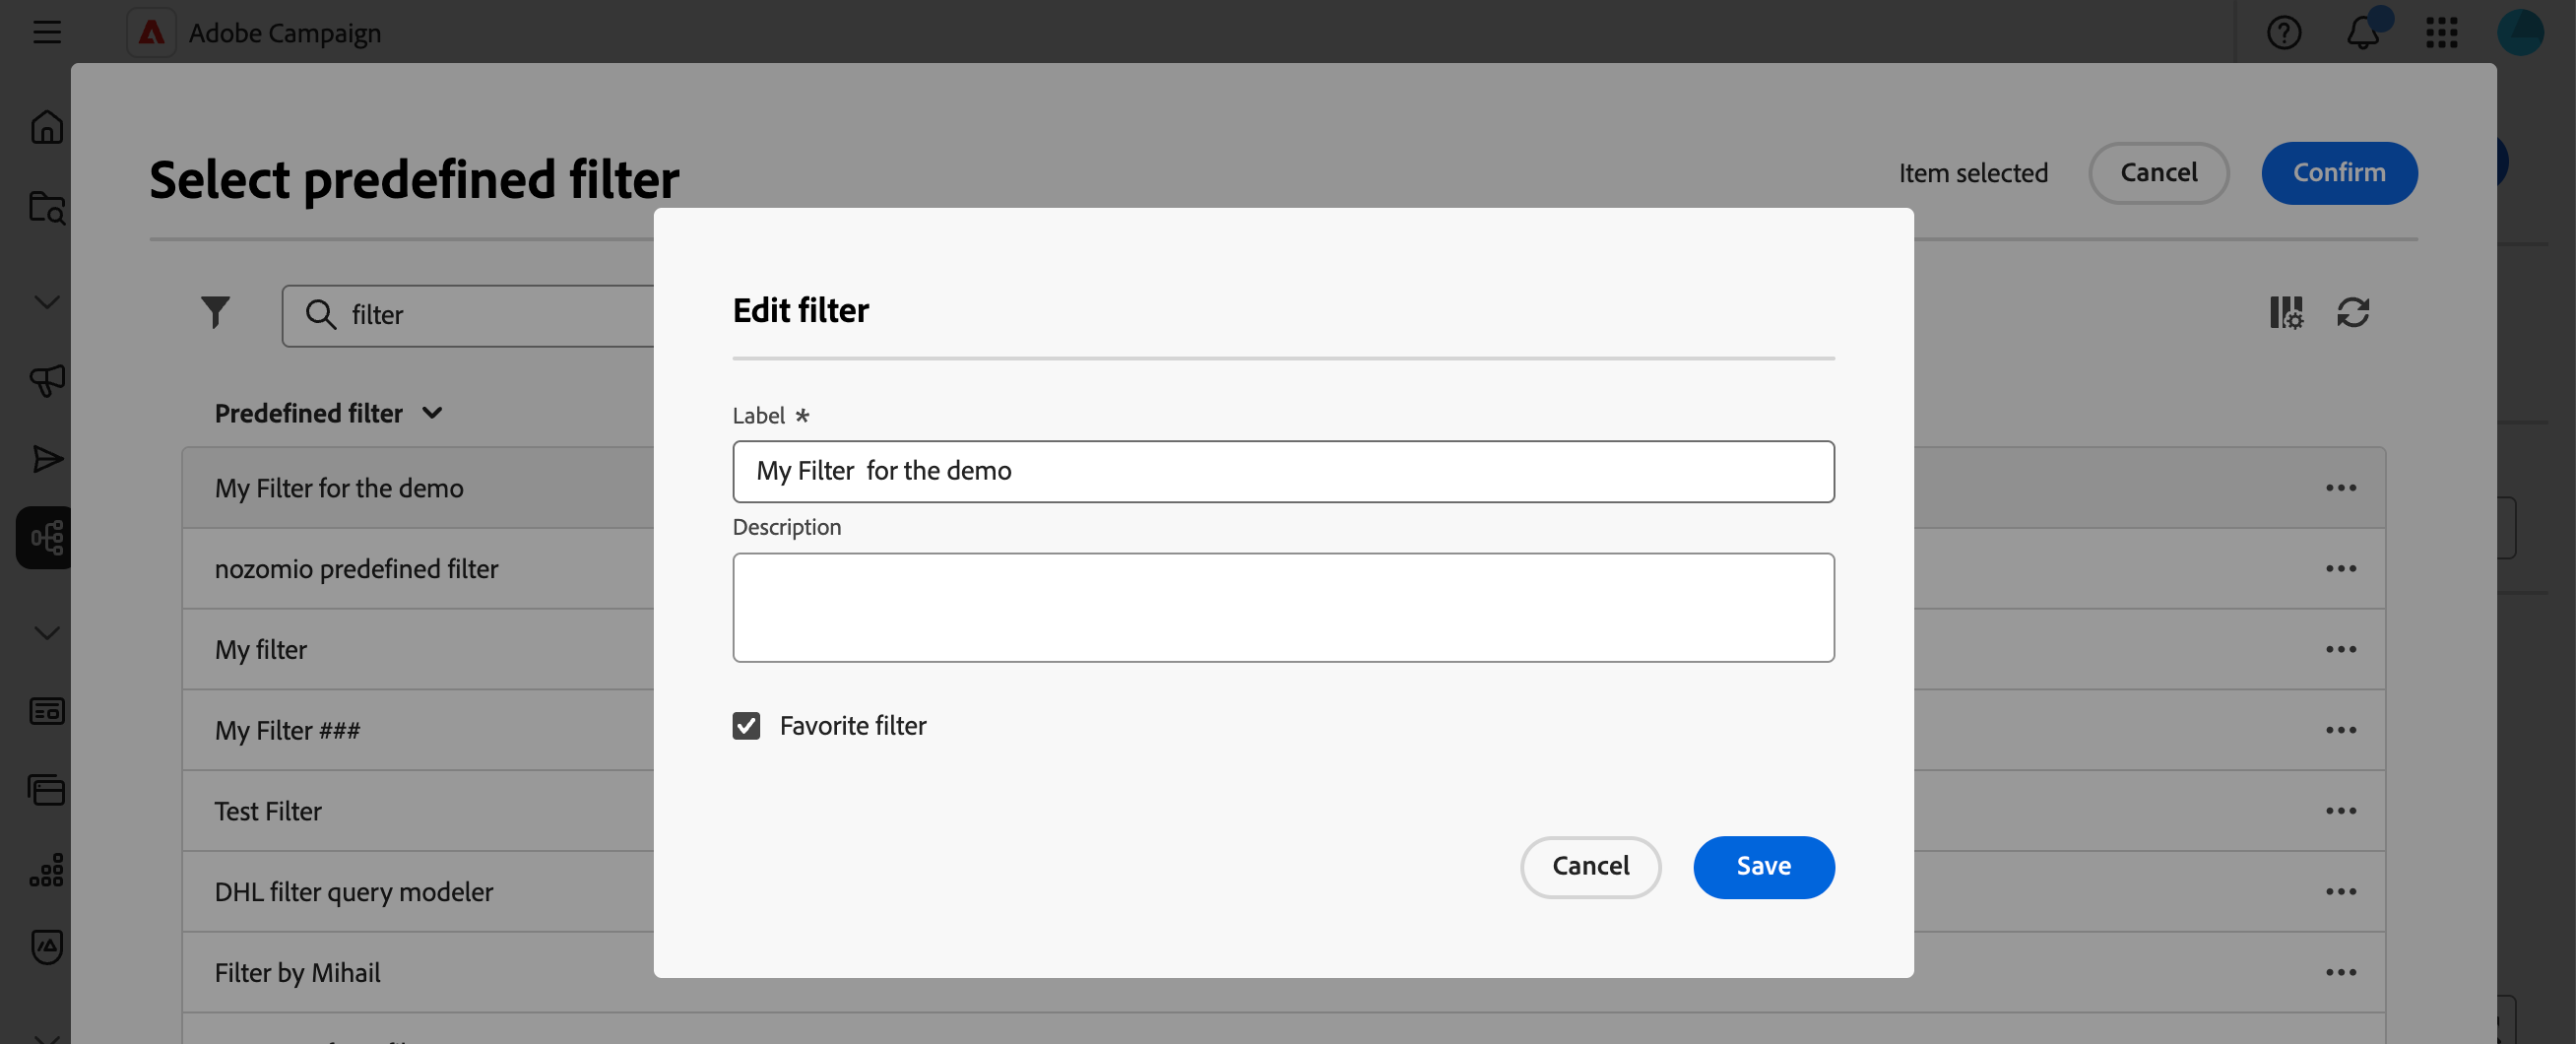 Adobe Campaign
Select predefined filter
Item selected
Cancel
Confirm
filter
Predefined filter
My Filter for the demo
nozomio predefined filter
My filter
My Filter ###
Test Filter
DHL filter query modeler
Filter by Mihail
Edit filter
Label *
My Filter  for the demo
Description
Favorite filter
Cancel
Save